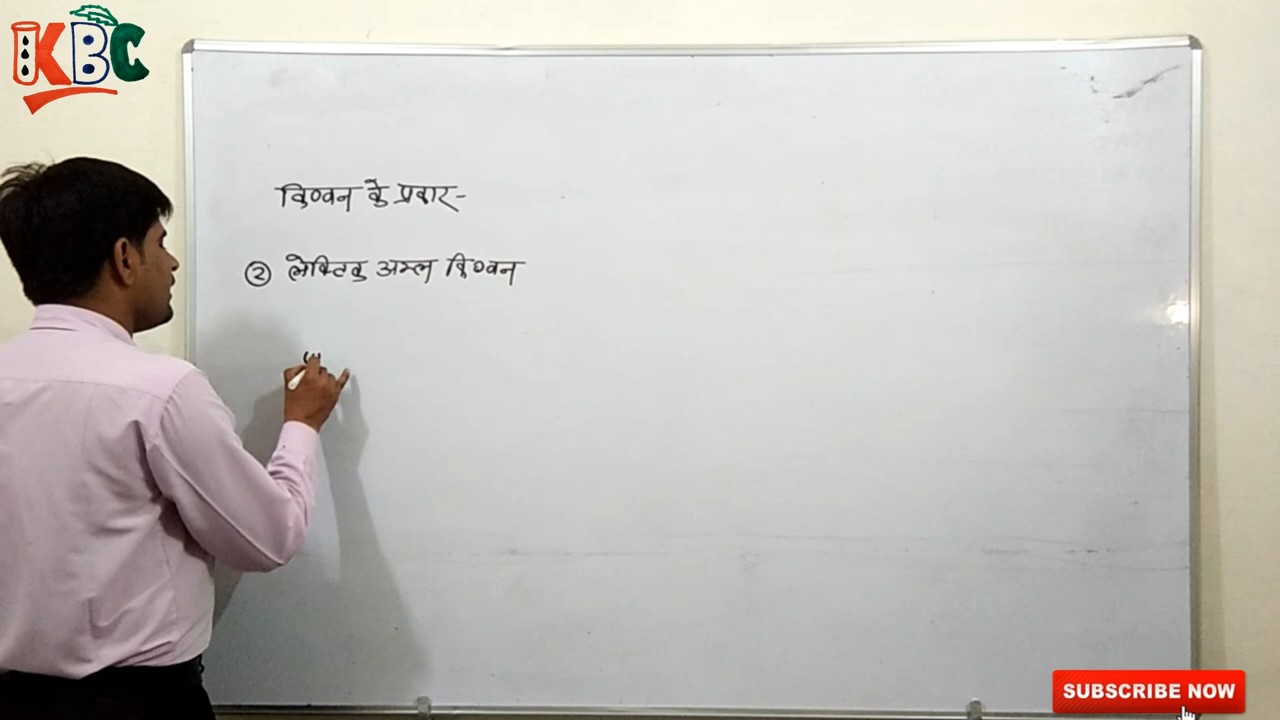 KBC
किण्वन के प्रकार-
② लेक्टिक अम्ल किण्वन
SUBSCRIBE NOW